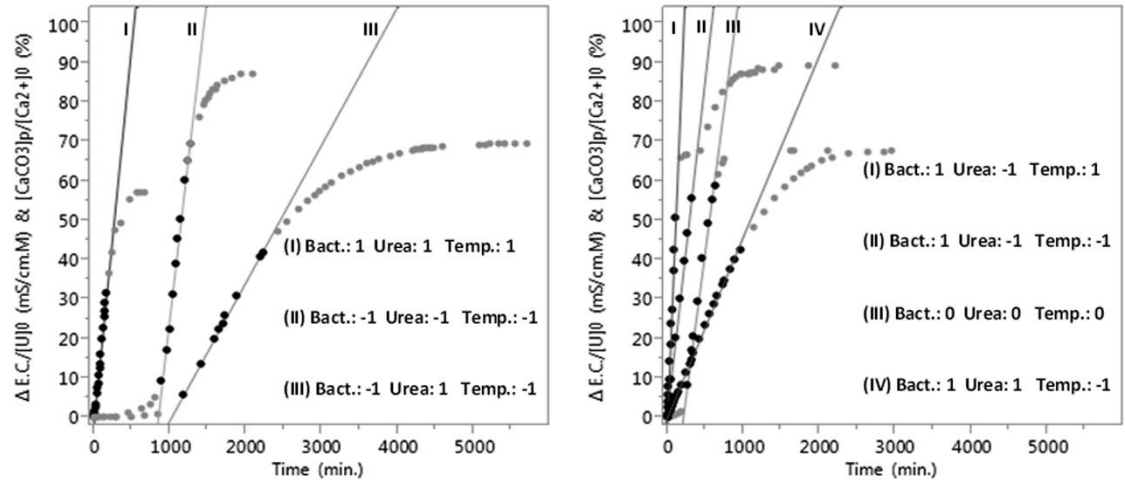 Δ E.C./[U]0 (mS/cm.M) & [CaCO3]p/[Ca2+]0 (%)
100
90
80
70
60
50
40
30
20
10
0
I
II
III
(I) Bact.: 1 Urea: 1 Temp.: 1
(II) Bact.: -1 Urea: -1 Temp.: -1
(III) Bact.: -1 Urea: 1 Temp.: -1
0 1000 2000 3000 4000 5000
Time (min.)
Δ E.C./[U]0 (mS/cm.M) & [CaCO3]p/[Ca2+]0 (%)
100
90
80
70
60
50
40
30
20
10
0
I
II
III
IV
(I) Bact.: 1 Urea: -1 Temp.: 1
(II) Bact.: 1 Urea: -1 Temp.: -1
(III) Bact.: 0 Urea: 0 Temp.: 0
(IV) Bact.: 1 Urea: 1 Temp.: -1
0 1000 2000 3000 4000 5000
Time (min.)